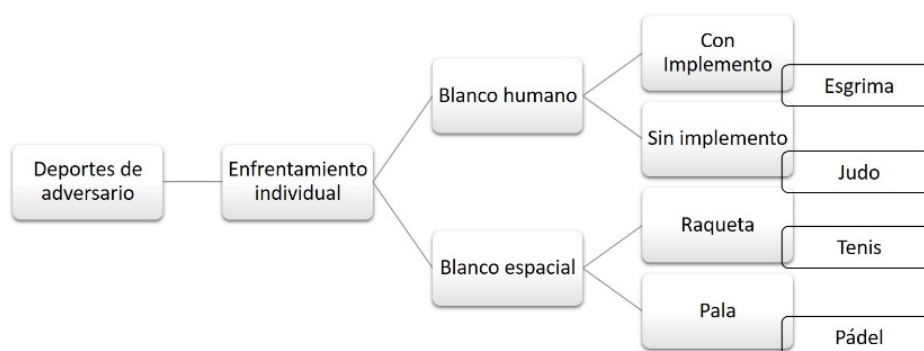 Deportes de
adversario
Enfrentamiento
individual
Blanco humano
Con
Implemento
Esgrima
Sin implemento
Judo
Blanco espacial
Raqueta
Tenis
Pala
Pádel